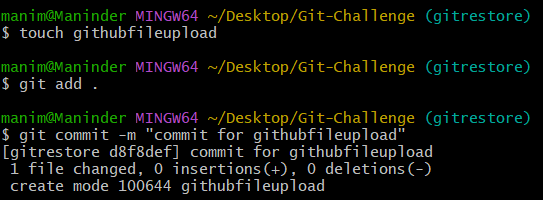 manim@Maninder MINGW64 ~/Desktop/Git-Challenge (gitrestore)
$ touch githubfileupload
manim@Maninder MINGW64 ~/Desktop/Git-Challenge (gitrestore)
$ git add .
manim@Maninder MINGW64 ~/Desktop/Git-Challenge (gitrestore)
$ git commit -m "commit for githubfileupload"
[gitrestore d8f8def] commit for githubfileupload
 1 file changed, 0 insertions(+), 0 deletions(-)
 create mode 100644 githubfileupload